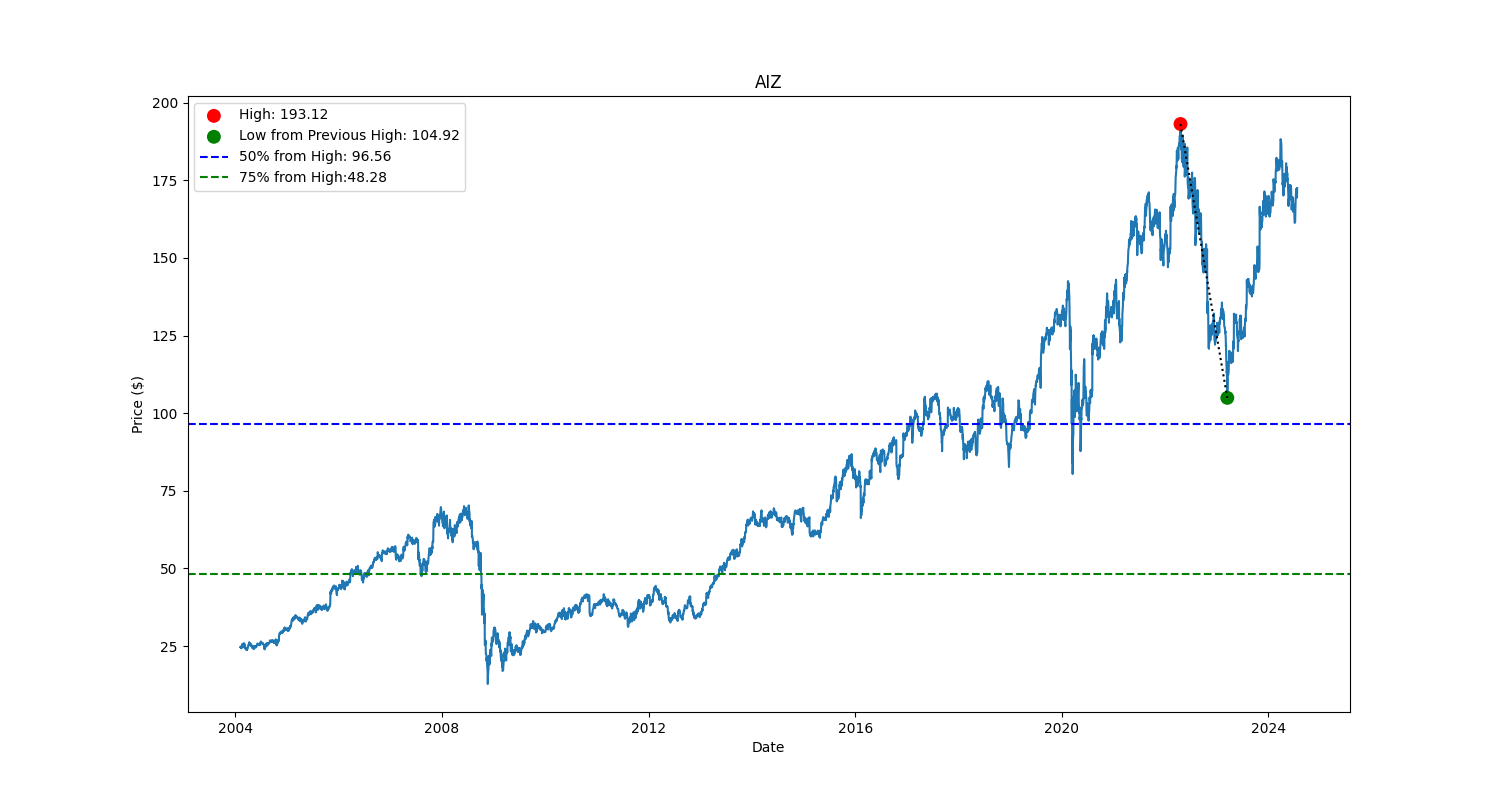 AIZ
High: 193.12
Low from Previous High: 104.92
50% from High: 96.56
75% from High:48.28
200
175
150
125
100
75
50
25
Price ($)
2004 2008 2012 2016 2020 2024
Date